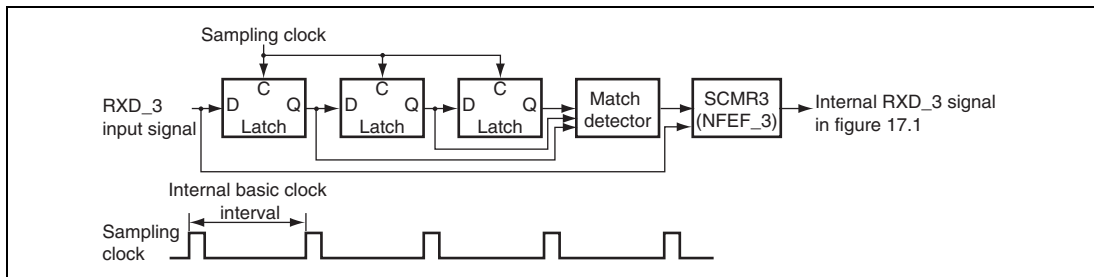 Sampling clock
RXD_3
input signal
D
C
Q
Latch
D
C
Q
Latch
D
C
Q
Latch
Match
detector
SCMR3
(NFEF_3)
Internal RXD_3 signal
in figure 17.1
Internal basic clock
interval
Sampling
clock